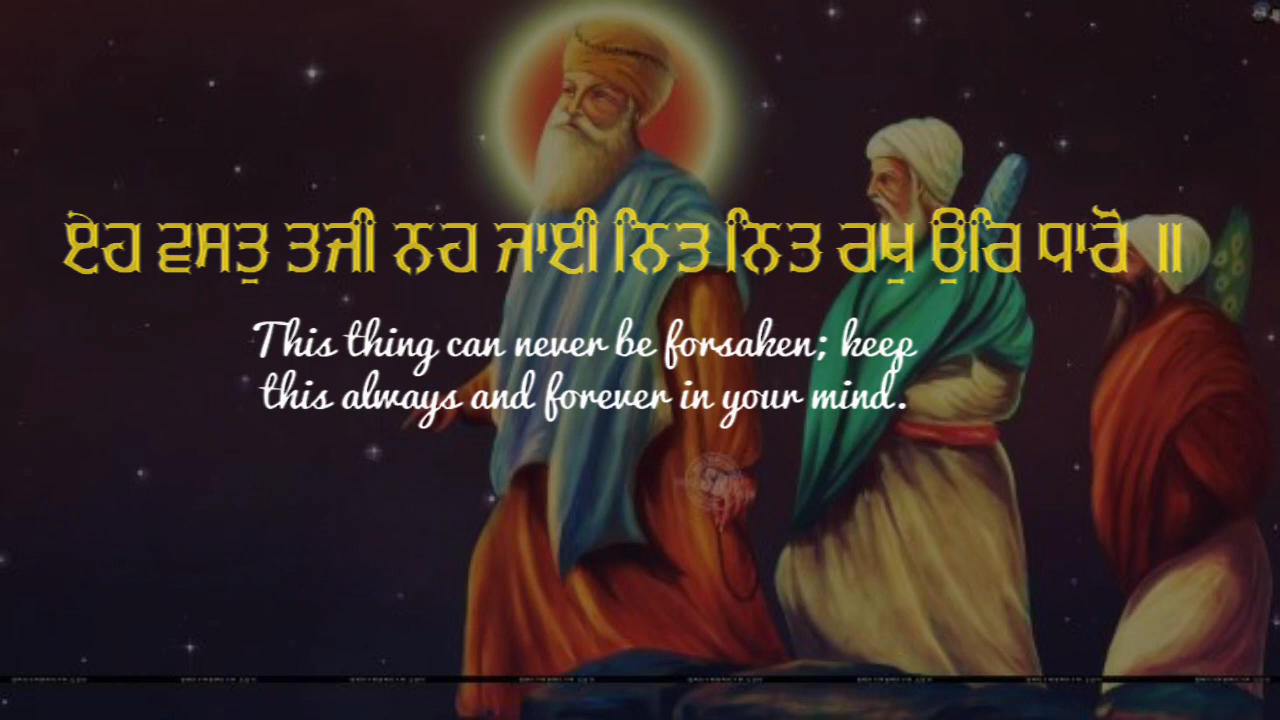 ਏਹ ਵਸਤੁ ਤਜੀ ਨਹ ਜਾਈ ਨਿਤ ਨਿਤ ਰਖੁ ਉਰਿ ਧਾਰੋ ॥
This thing can never be forsaken; keep
this always and forever in your mind.